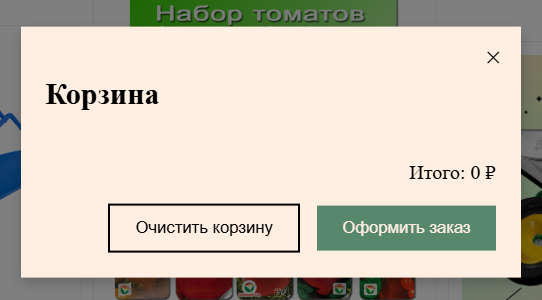 Набор томатов
Корзина
Итого: 0 ₽
Очистить корзину
Оформить заказ